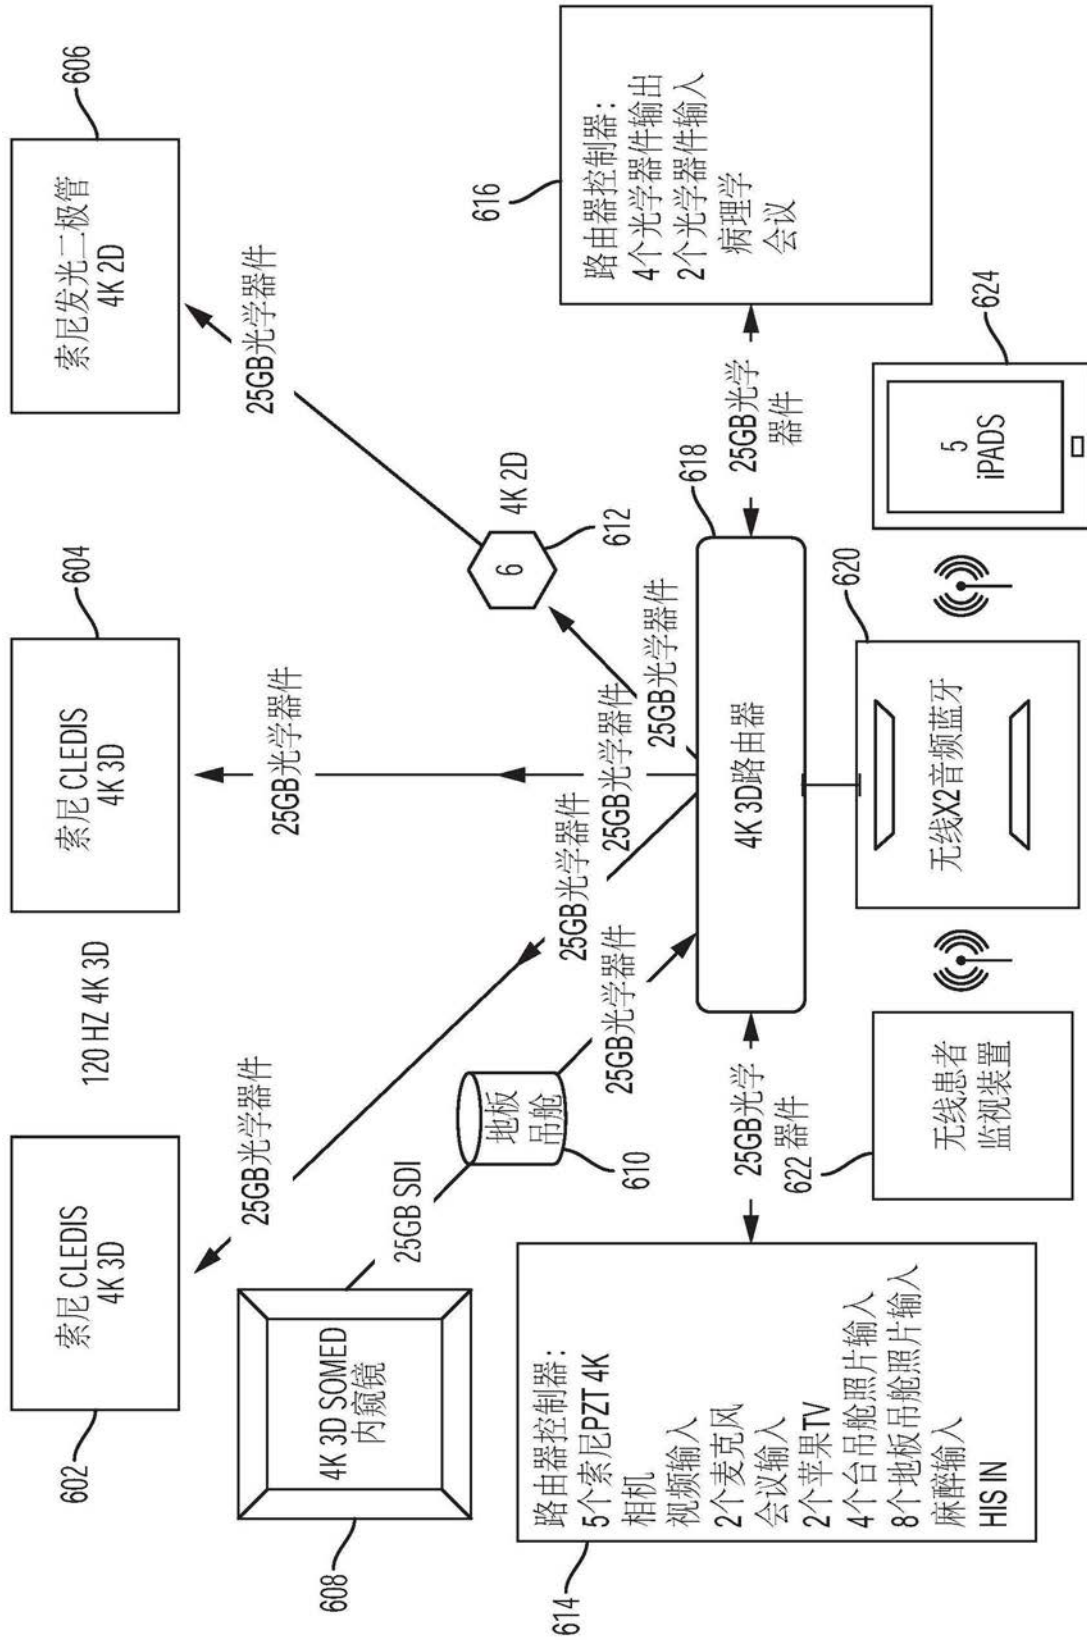 602
索尼 CLEDIS
4K 3D
120 HZ 4K 3D
604
索尼 CLEDIS
4K 3D
606
索尼发光二极管
4K 2D
25GB光学器件
25GB光学器件
25GB光学器件
608
4K 3D SOMED
内窥镜
25GB SDI
地板
吊舱
610
25GB光学器件
25GB光学器件
25GB光学器件
25GB光学器件
6
4K 2D
612
614
路由器控制器:
5个索尼PZT 4K
相机
视频输入
2个麦克风
会议输入
2个苹果TV
4个台吊舱照片输入
8个地板吊舱照片输入
麻醉输入
HIS IN
25GB光学
器件
4K 3D路由器
618
25GB光学
器件
616
路由器控制器:
4个光学器件输出
2个光学器件输入
病理学
会议
622
无线患者
监视装置
无线X2音频蓝牙
620
5
iPADS
624